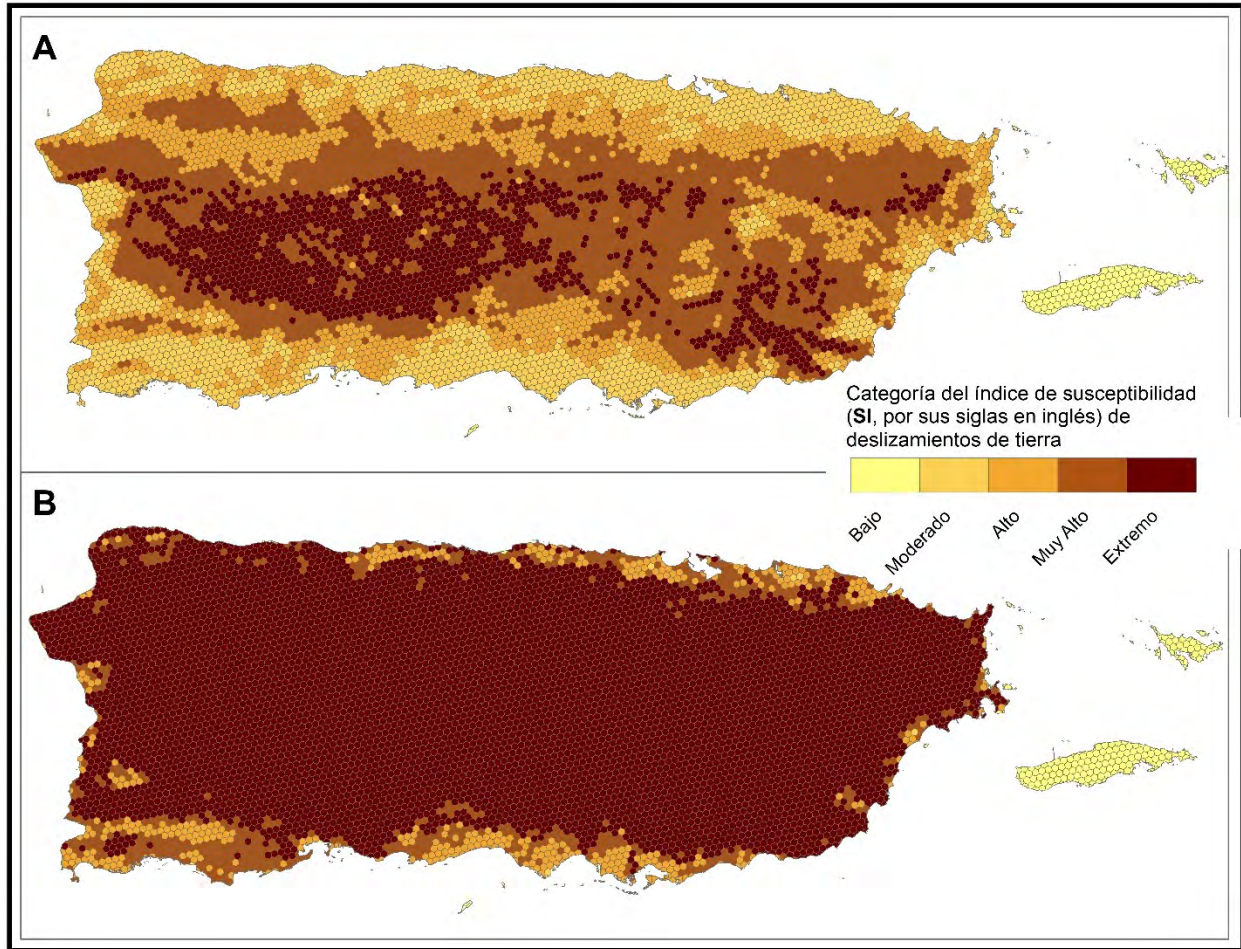 A
Categoría del índice de susceptibilidad
(SI, por sus siglas en inglés) de
deslizamientos de tierra
Bajo
Moderado
Alto
Muy Alto
Extremo
B